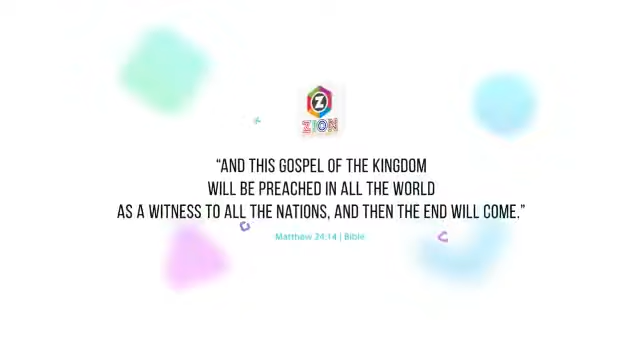 Z
ZION
“AND THIS GOSPEL OF THE KINGDOM
WILL BE PREACHED IN ALL THE WORLD
AS A WITNESS TO ALL THE NATIONS, AND THEN THE END WILL COME.”
Matthew 24:14 | Bible